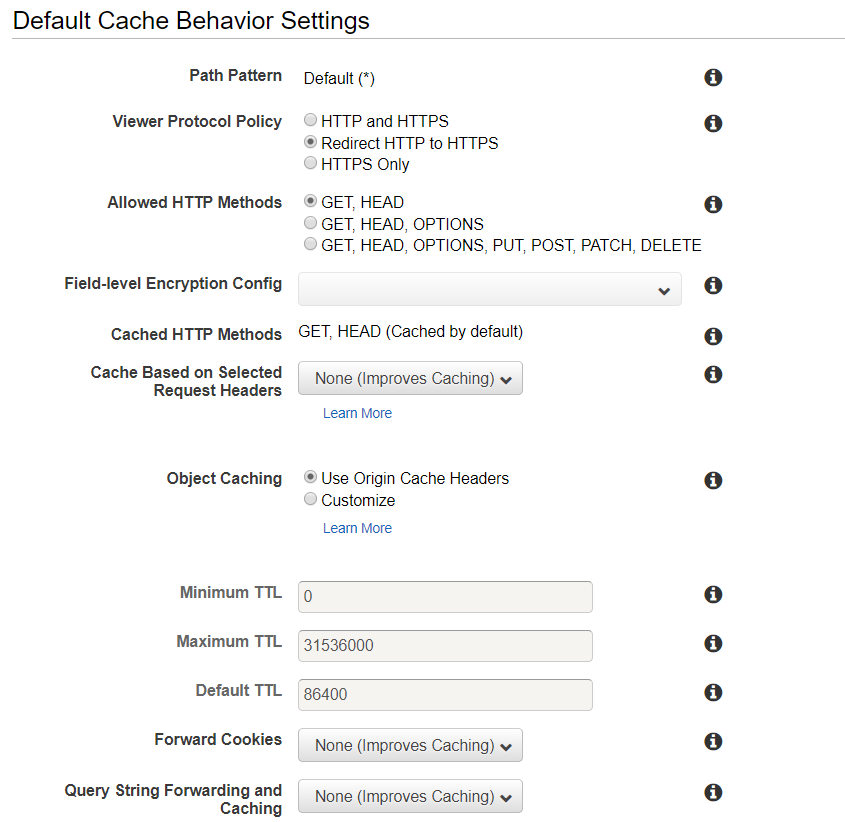 Default Cache Behavior Settings
Path Pattern Default (*)
Viewer Protocol Policy HTTP and HTTPS
Redirect HTTP to HTTPS
HTTPS Only
Allowed HTTP Methods GET, HEAD
GET, HEAD, OPTIONS
GET, HEAD, OPTIONS, PUT, POST, PATCH, DELETE
Field-level Encryption Config
Cached HTTP Methods GET, HEAD (Cached by default)
Cache Based on Selected
Request Headers
None (Improves Caching)
Learn More
Object Caching Use Origin Cache Headers
Customize
Learn More
Minimum TTL 0
Maximum TTL 31536000
Default TTL 86400
Forward Cookies None (Improves Caching)
Query String Forwarding and
Caching
None (Improves Caching)